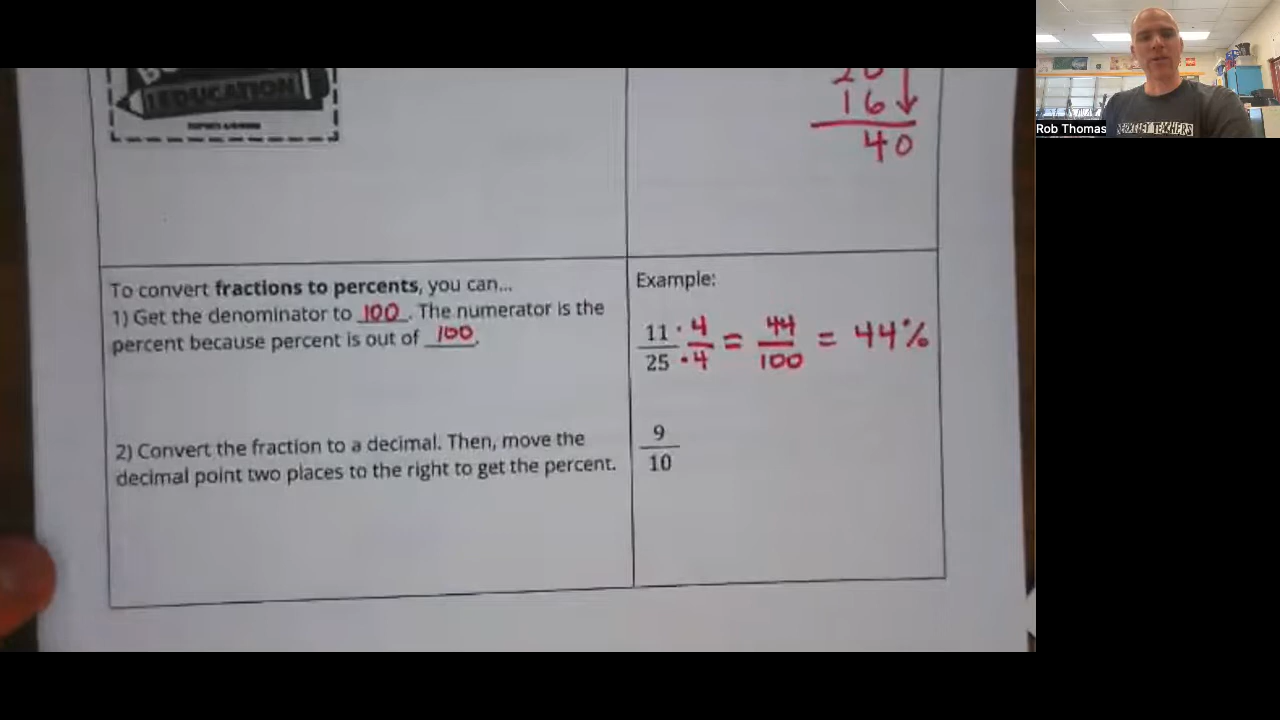 EDUCATION
16
40
To convert fractions to percents, you can...
1) Get the denominator to 100. The numerator is the
percent because percent is out of 100.
2) Convert the fraction to a decimal. Then, move the
decimal point two places to the right to get the percent.
Example:
11/25 · 4/4 = 44/100 = 44%
9/10
Rob Thomas
BERKELEY TEACHERS